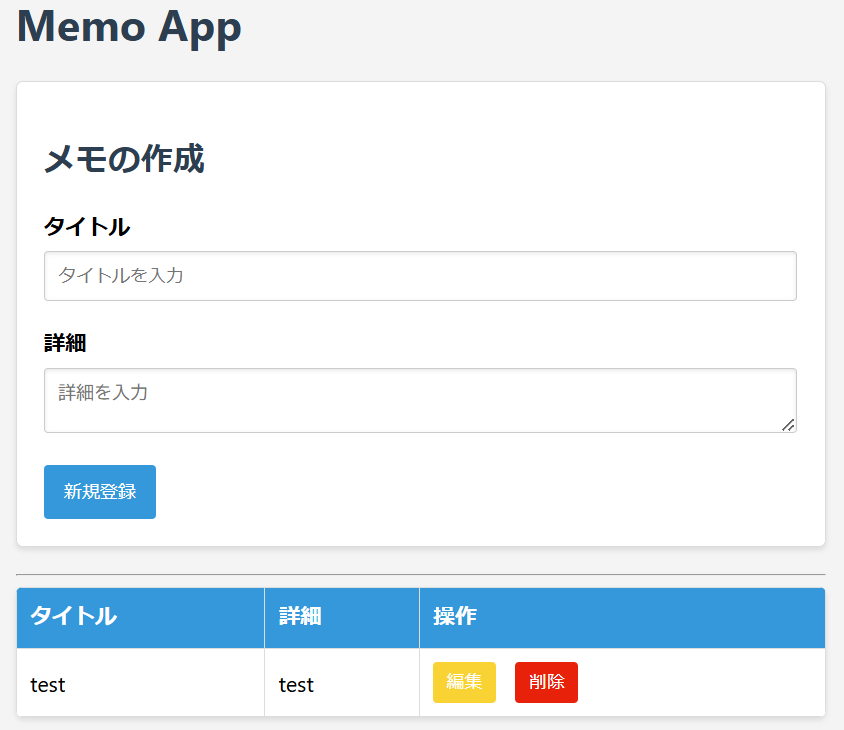 Memo App
メモの作成
タイトル
タイトルを入力
詳細
詳細を入力
新規登録
タイトル 詳細 操作
test test 編集 削除